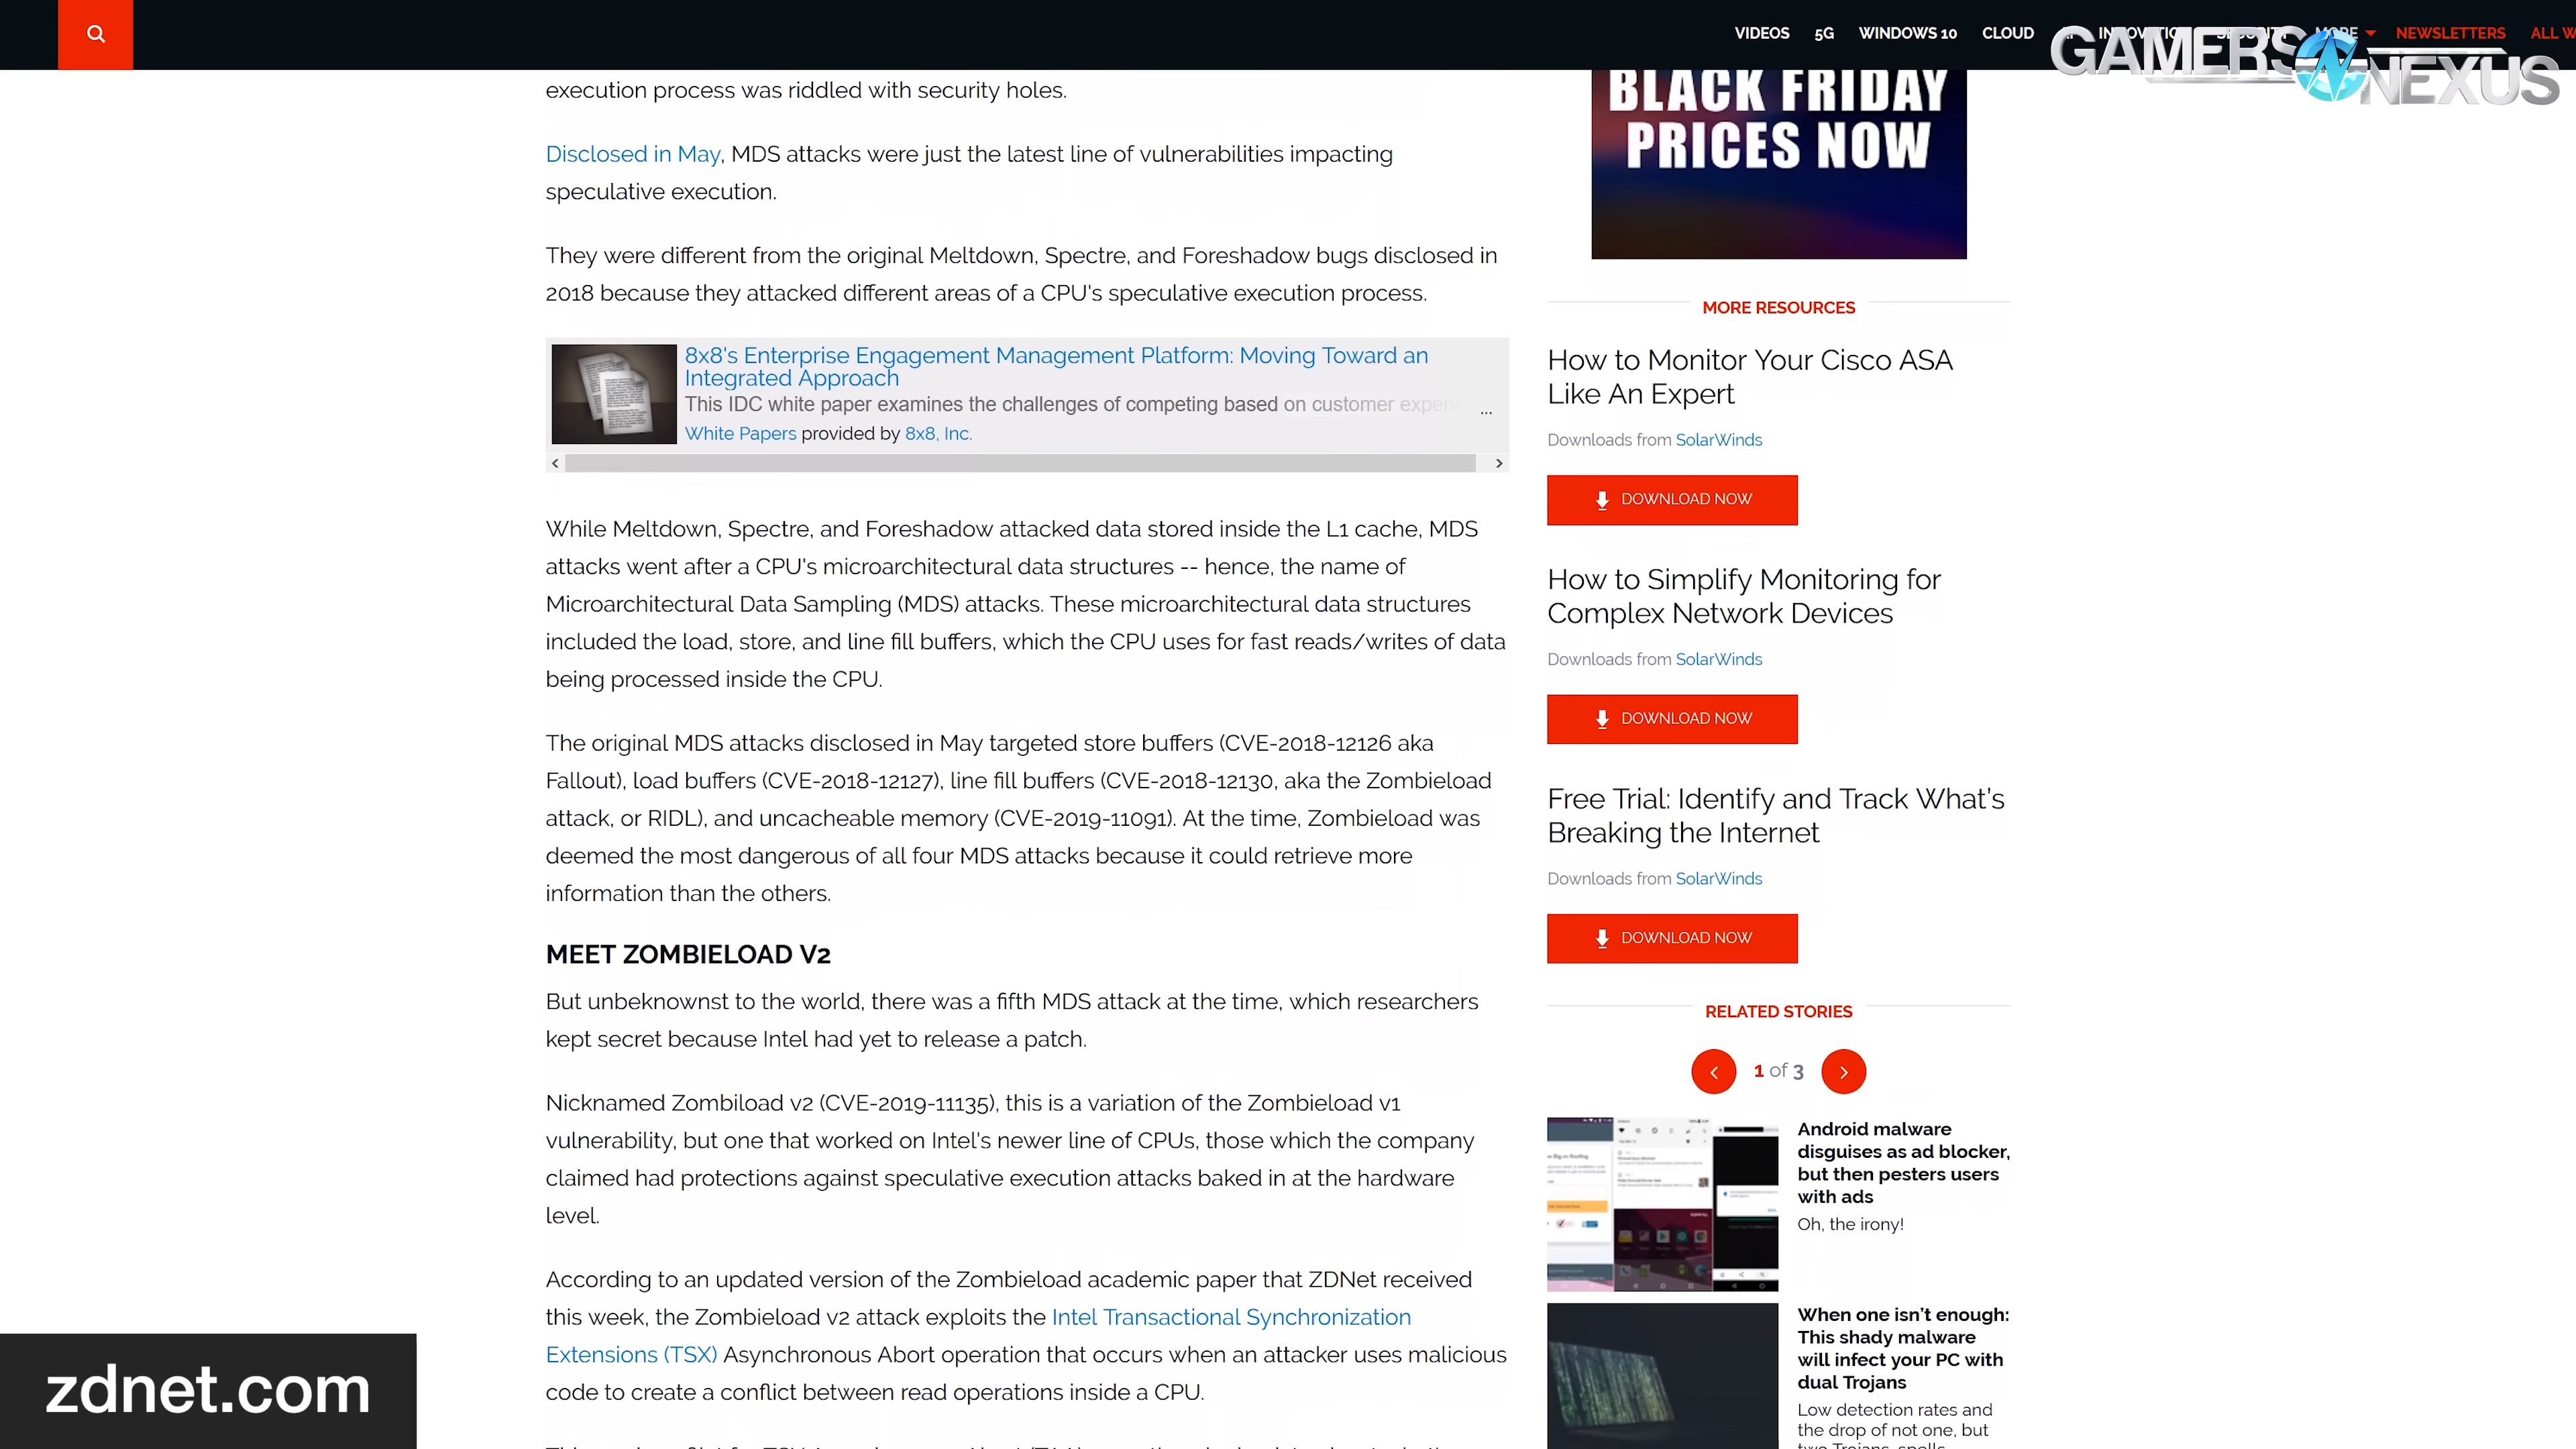 VIDEOS 5G WINDOWS 10 CLOUD MORE NEWSLETTERS ALL W
GAMERS NEXUS
execution process was riddled with security holes.
Disclosed in May, MDS attacks were just the latest line of vulnerabilities impacting
speculative execution.
They were different from the original Meltdown, Spectre, and Foreshadow bugs disclosed in
2018 because they attacked different areas of a CPU's speculative execution process.
8x8's Enterprise Engagement Management Platform: Moving Toward an
Integrated Approach
This IDC white paper examines the challenges of competing based on customer experi ...
White Papers provided by 8x8, Inc.
While Meltdown, Spectre, and Foreshadow attacked data stored inside the L1 cache, MDS
attacks went after a CPU's microarchitectural data structures -- hence, the name of
Microarchitectural Data Sampling (MDS) attacks. These microarchitectural data structures
included the load, store, and line fill buffers, which the CPU uses for fast reads/writes of data
being processed inside the CPU.
The original MDS attacks disclosed in May targeted store buffers (CVE-2018-12126 aka
Fallout), load buffers (CVE-2018-12127), line fill buffers (CVE-2018-12130, aka the Zombieload
attack, or RIDL), and uncacheable memory (CVE-2019-11091). At the time, Zombieload was
deemed the most dangerous of all four MDS attacks because it could retrieve more
information than the others.
MEET ZOMBIELOAD V2
But unbeknownst to the world, there was a fifth MDS attack at the time, which researchers
kept secret because Intel had yet to release a patch.
Nicknamed Zombiload v2 (CVE-2019-11135), this is a variation of the Zombieload v1
vulnerability, but one that worked on Intel's newer line of CPUs, those which the company
claimed had protections against speculative execution attacks baked in at the hardware
level.
According to an updated version of the Zombieload academic paper that ZDNet received
this week, the Zombieload v2 attack exploits the Intel Transactional Synchronization
Extensions (TSX) Asynchronous Abort operation that occurs when an attacker uses malicious
code to create a conflict between read operations inside a CPU.
BLACK FRIDAY
PRICES NOW
MORE RESOURCES
How to Monitor Your Cisco ASA
Like An Expert
Downloads from SolarWinds
DOWNLOAD NOW
How to Simplify Monitoring for
Complex Network Devices
Downloads from SolarWinds
DOWNLOAD NOW
Free Trial: Identify and Track What's
Breaking the Internet
Downloads from SolarWinds
DOWNLOAD NOW
RELATED STORIES
1 of 3
Android malware
disguises as ad blocker,
but then pesters users
with ads
Oh, the irony!
When one isn't enough:
This shady malware
will infect your PC with
dual Trojans
Low detection rates and
the drop of not one, but
zdnet.com